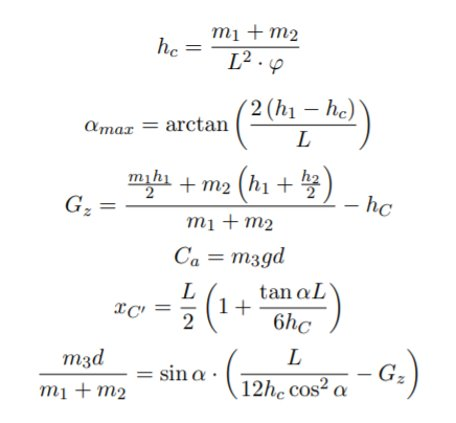 h_c = \frac{m_1 + m_2}{L^2 \cdot \varphi}
\alpha_{max} = \arctan\left(\frac{2\,(h_1 - h_c)}{L}\right)
G_z = \frac{\frac{m_1 h_1}{2} + m_2\left(h_1 + \frac{h_2}{2}\right)}{m_1 + m_2} - h_C
C_a = m_3 g d
x_{C'} = \frac{L}{2}\left(1 + \frac{\tan \alpha L}{6 h_C}\right)
\frac{m_3 d}{m_1 + m_2} = \sin \alpha \cdot \left(\frac{L}{12 h_c \cos^2 \alpha} - G_z\right)